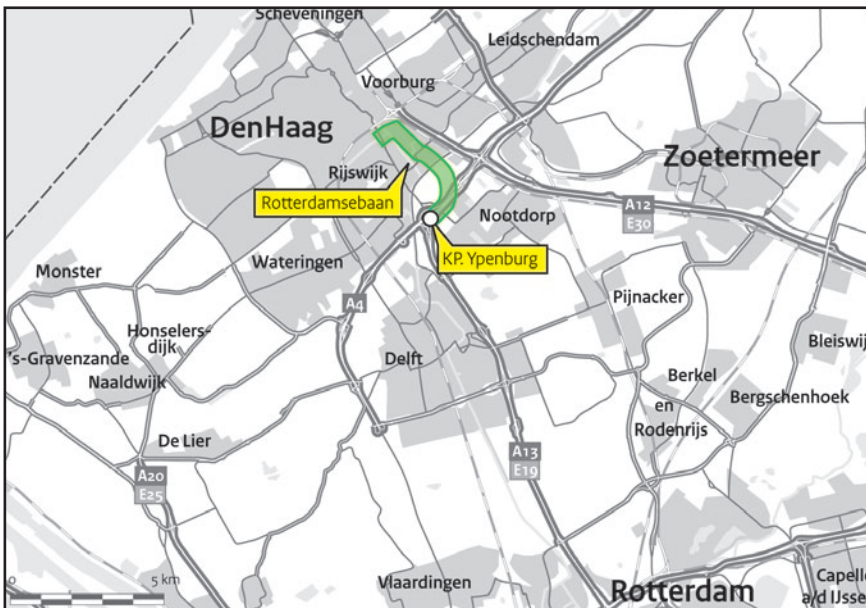 Scheveningen
Leidschendam
Voorburg
DenHaag
Zoetermeer
Rijswijk
Rotterdamsebaan
A12
E30
Nootdorp
KP. Ypenburg
Wateringen
Monster
A4
Pijnacker
Honselers-
dijk
's-Gravenzande
Delft
Bleiswij
Naaldwijk
Berkel
en
Rodenrijs
Bergschenhoek
De Lier
A20
E25
A13
E19
0
5 km
Vlaardingen
Rotterdam
Capelle
a/d IJsse